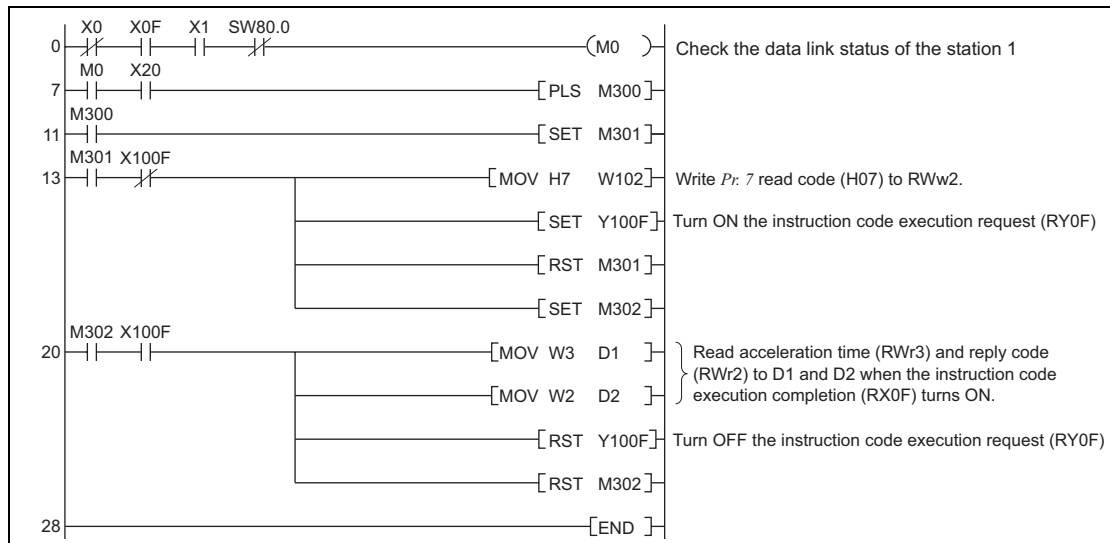 X0 X0F X1 SW80.0
0 M0 Check the data link status of the station 1
M0 X20
7 PLS M300
M300
11 SET M301
M301 X100F
13 MOV H7 W102 Write Pr. 7 read code (H07) to RWw2.
SET Y100F Turn ON the instruction code execution request (RY0F)
RST M301
SET M302
M302 X100F
20 MOV W3 D1 Read acceleration time (RWr3) and reply code
(RWr2) to D1 and D2 when the instruction code
MOV W2 D2 execution completion (RX0F) turns ON.
RST Y100F Turn OFF the instruction code execution request (RY0F)
RST M302
28 END